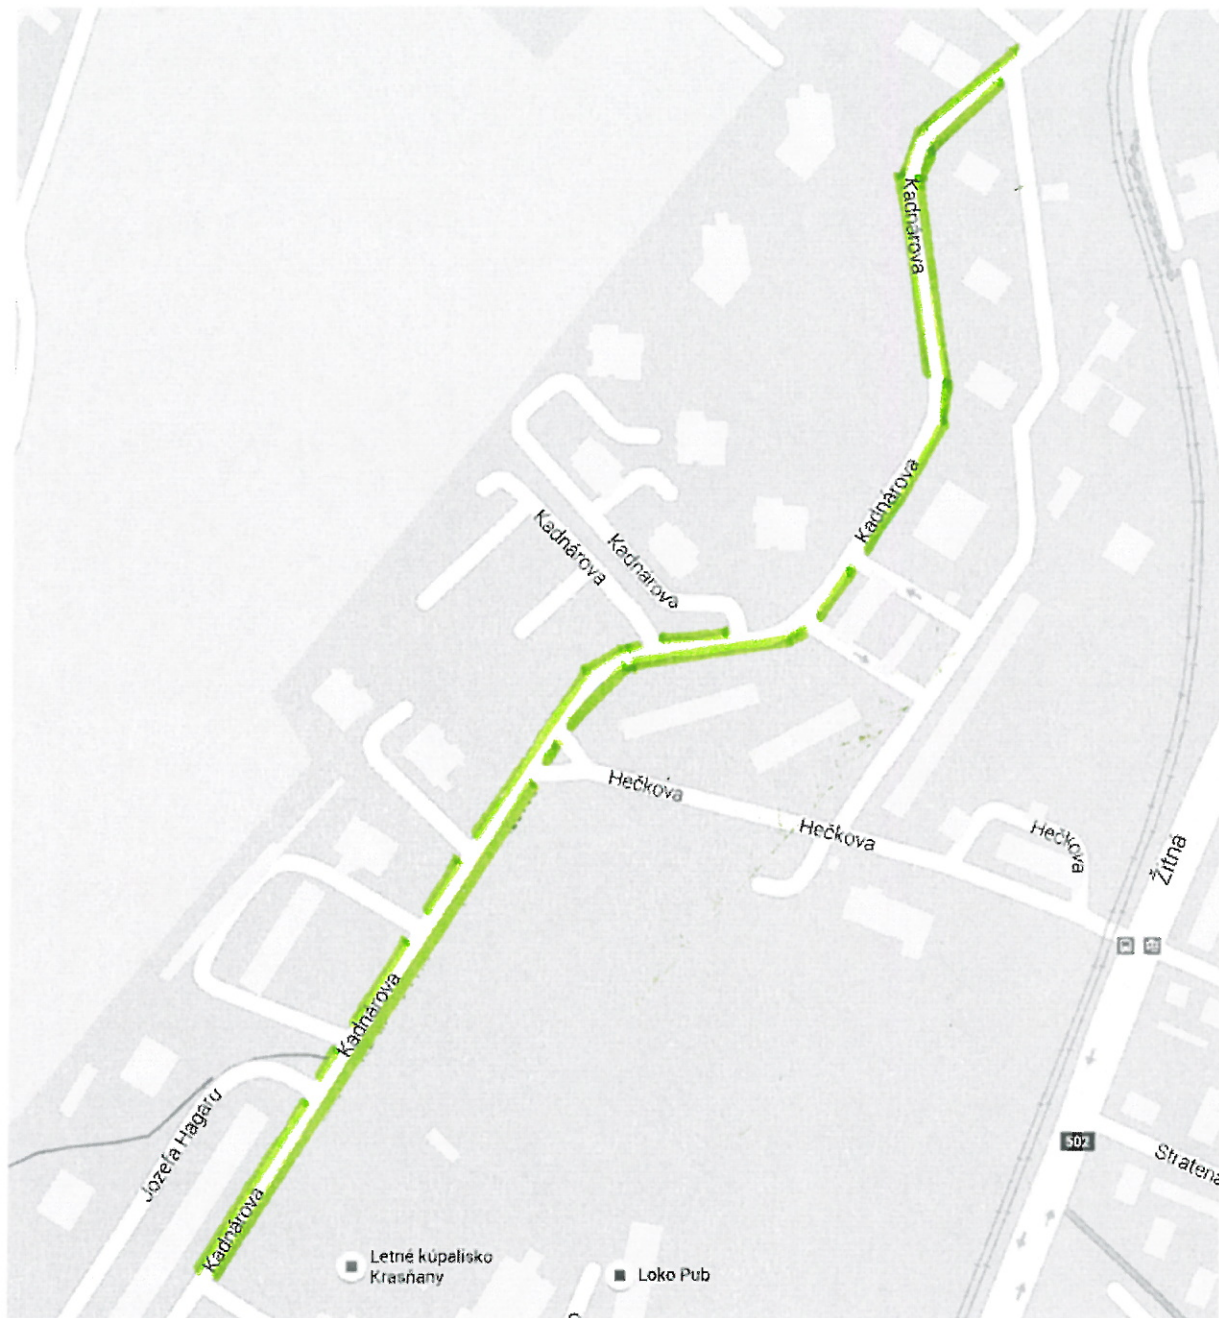 Kadnárova
Kadnárova
Kadnárova
Kadnárova
Hečkova
Hečkova
Hečkova
Žitná
Kadnárova
Jozefa Hagaru
502
Stratená
Kadnárova
Letné kúpalisko
Krasňany
Loko Pub